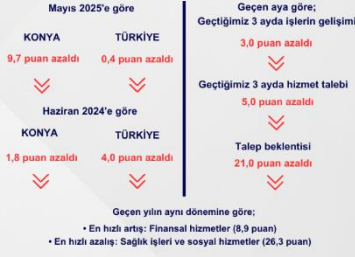 Mayıs 2025'e göre
KONYA
TÜRKİYE
9,7 puan azaldı
0,4 puan azaldı
Haziran 2024'e göre
KONYA
TÜRKİYE
1,8 puan azaldı
4,0 puan azaldı
Geçen aya göre;
Geçtiğimiz 3 ayda işlerin gelişimi
3,0 puan azaldı
Geçtiğimiz 3 ayda hizmet talebi
5,0 puan azaldı
Talep beklentisi
21,0 puan azaldı
Geçen yılın aynı dönemine göre;
• En hızlı artış: Finansal hizmetler (8,9 puan)
• En hızlı azalış: Sağlık işleri ve sosyal hizmetler (26,3 puan)